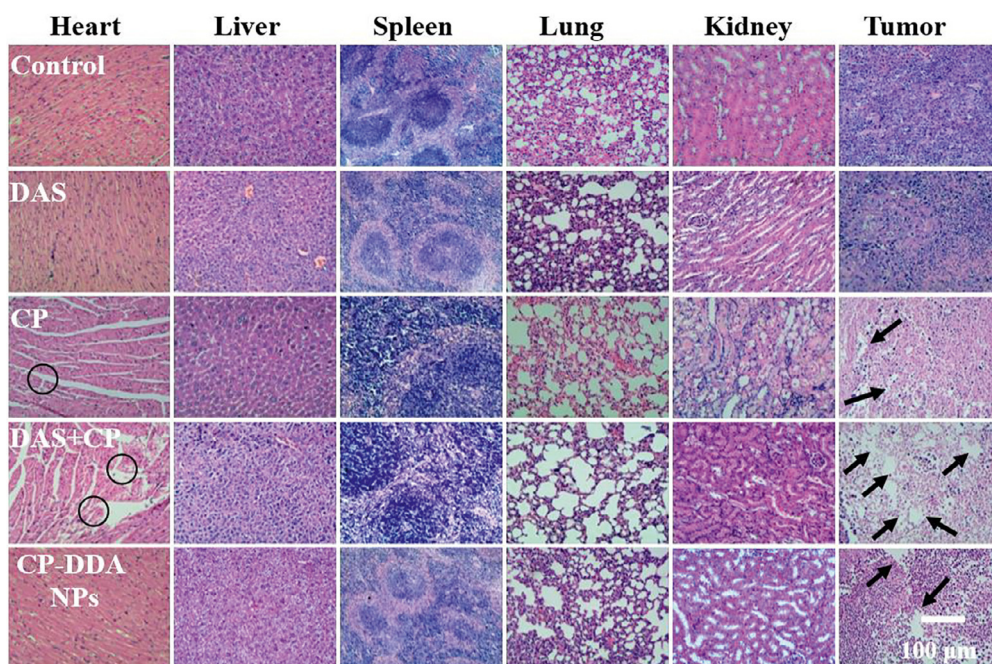 Heart Liver Spleen Lung Kidney Tumor
Control
DAS
CP
DAS+CP
CP-DDA
NPs
100 μm